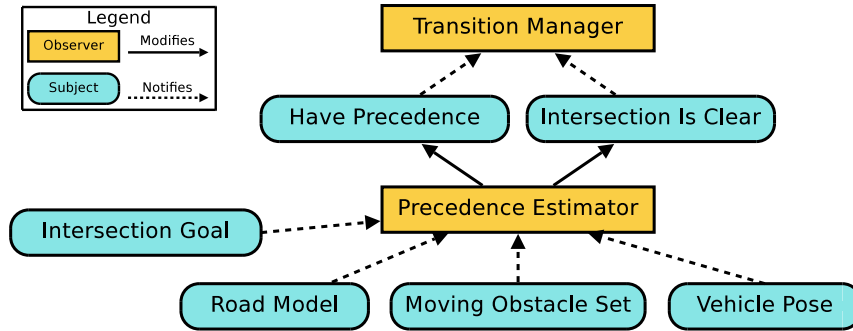 Legend
Observer
Modifies
Subject
Notifies
Transition Manager
Have Precedence
Intersection Is Clear
Precedence Estimator
Intersection Goal
Road Model
Moving Obstacle Set
Vehicle Pose